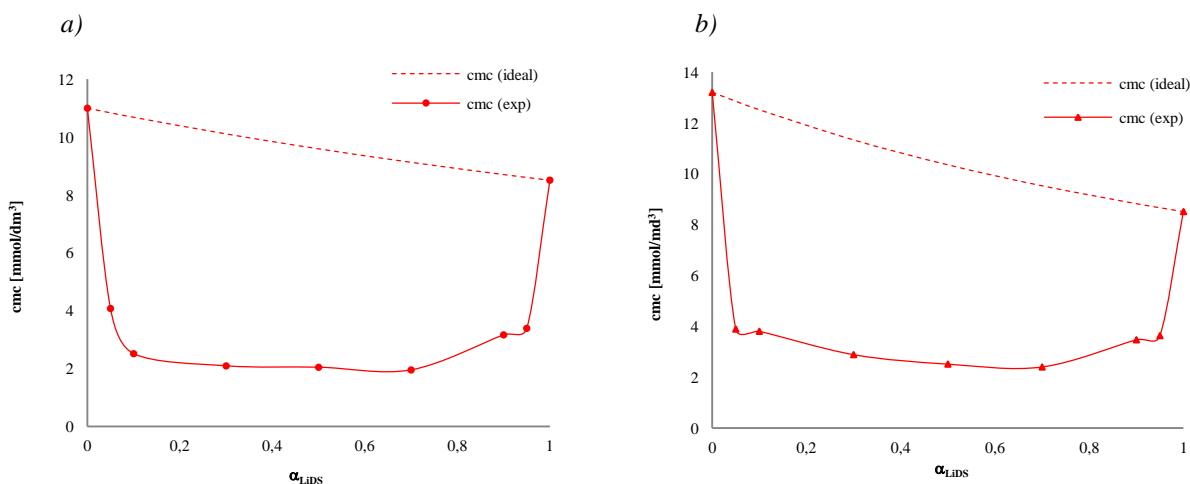 a)
cmc (ideal)
cmc (exp)
12
10
8
6
4
2
0
0
0,2
0,4
0,6
0,8
1
cmc [mmol/dm³]
αLiDS
b)
cmc (ideal)
cmc (exp)
14
12
10
8
6
4
2
0
0
0,2
0,4
0,6
0,8
1
cmc [mmol/md³]
αLiDS